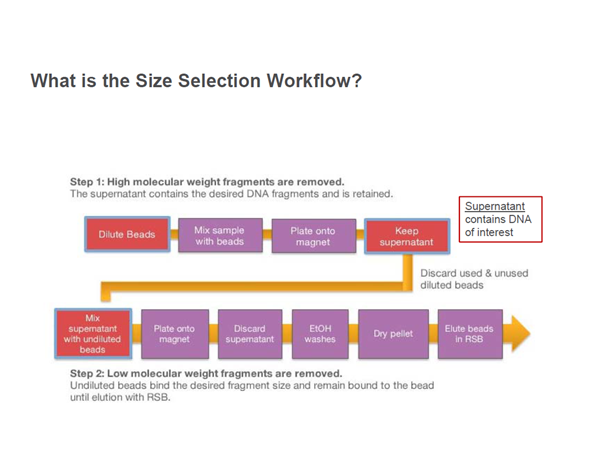 What is the Size Selection Workflow?
Step 1: High molecular weight fragments are removed.
The supernatant contains the desired DNA fragments and is retained.
Dilute Beads
Mix sample
with beads
Plate onto
magnet
Keep
supernatant
Supernatant
contains DNA
of interest
Discard used & unused
diluted beads
Mix
supernatant
with undiluted
beads
Plate onto
magnet
Discard
supernatant
EtOH
washes
Dry pellet
Elute beads
in RSB
Step 2: Low molecular weight fragments are removed.
Undiluted beads bind the desired fragment size and remain bound to the bead
until elution with RSB.